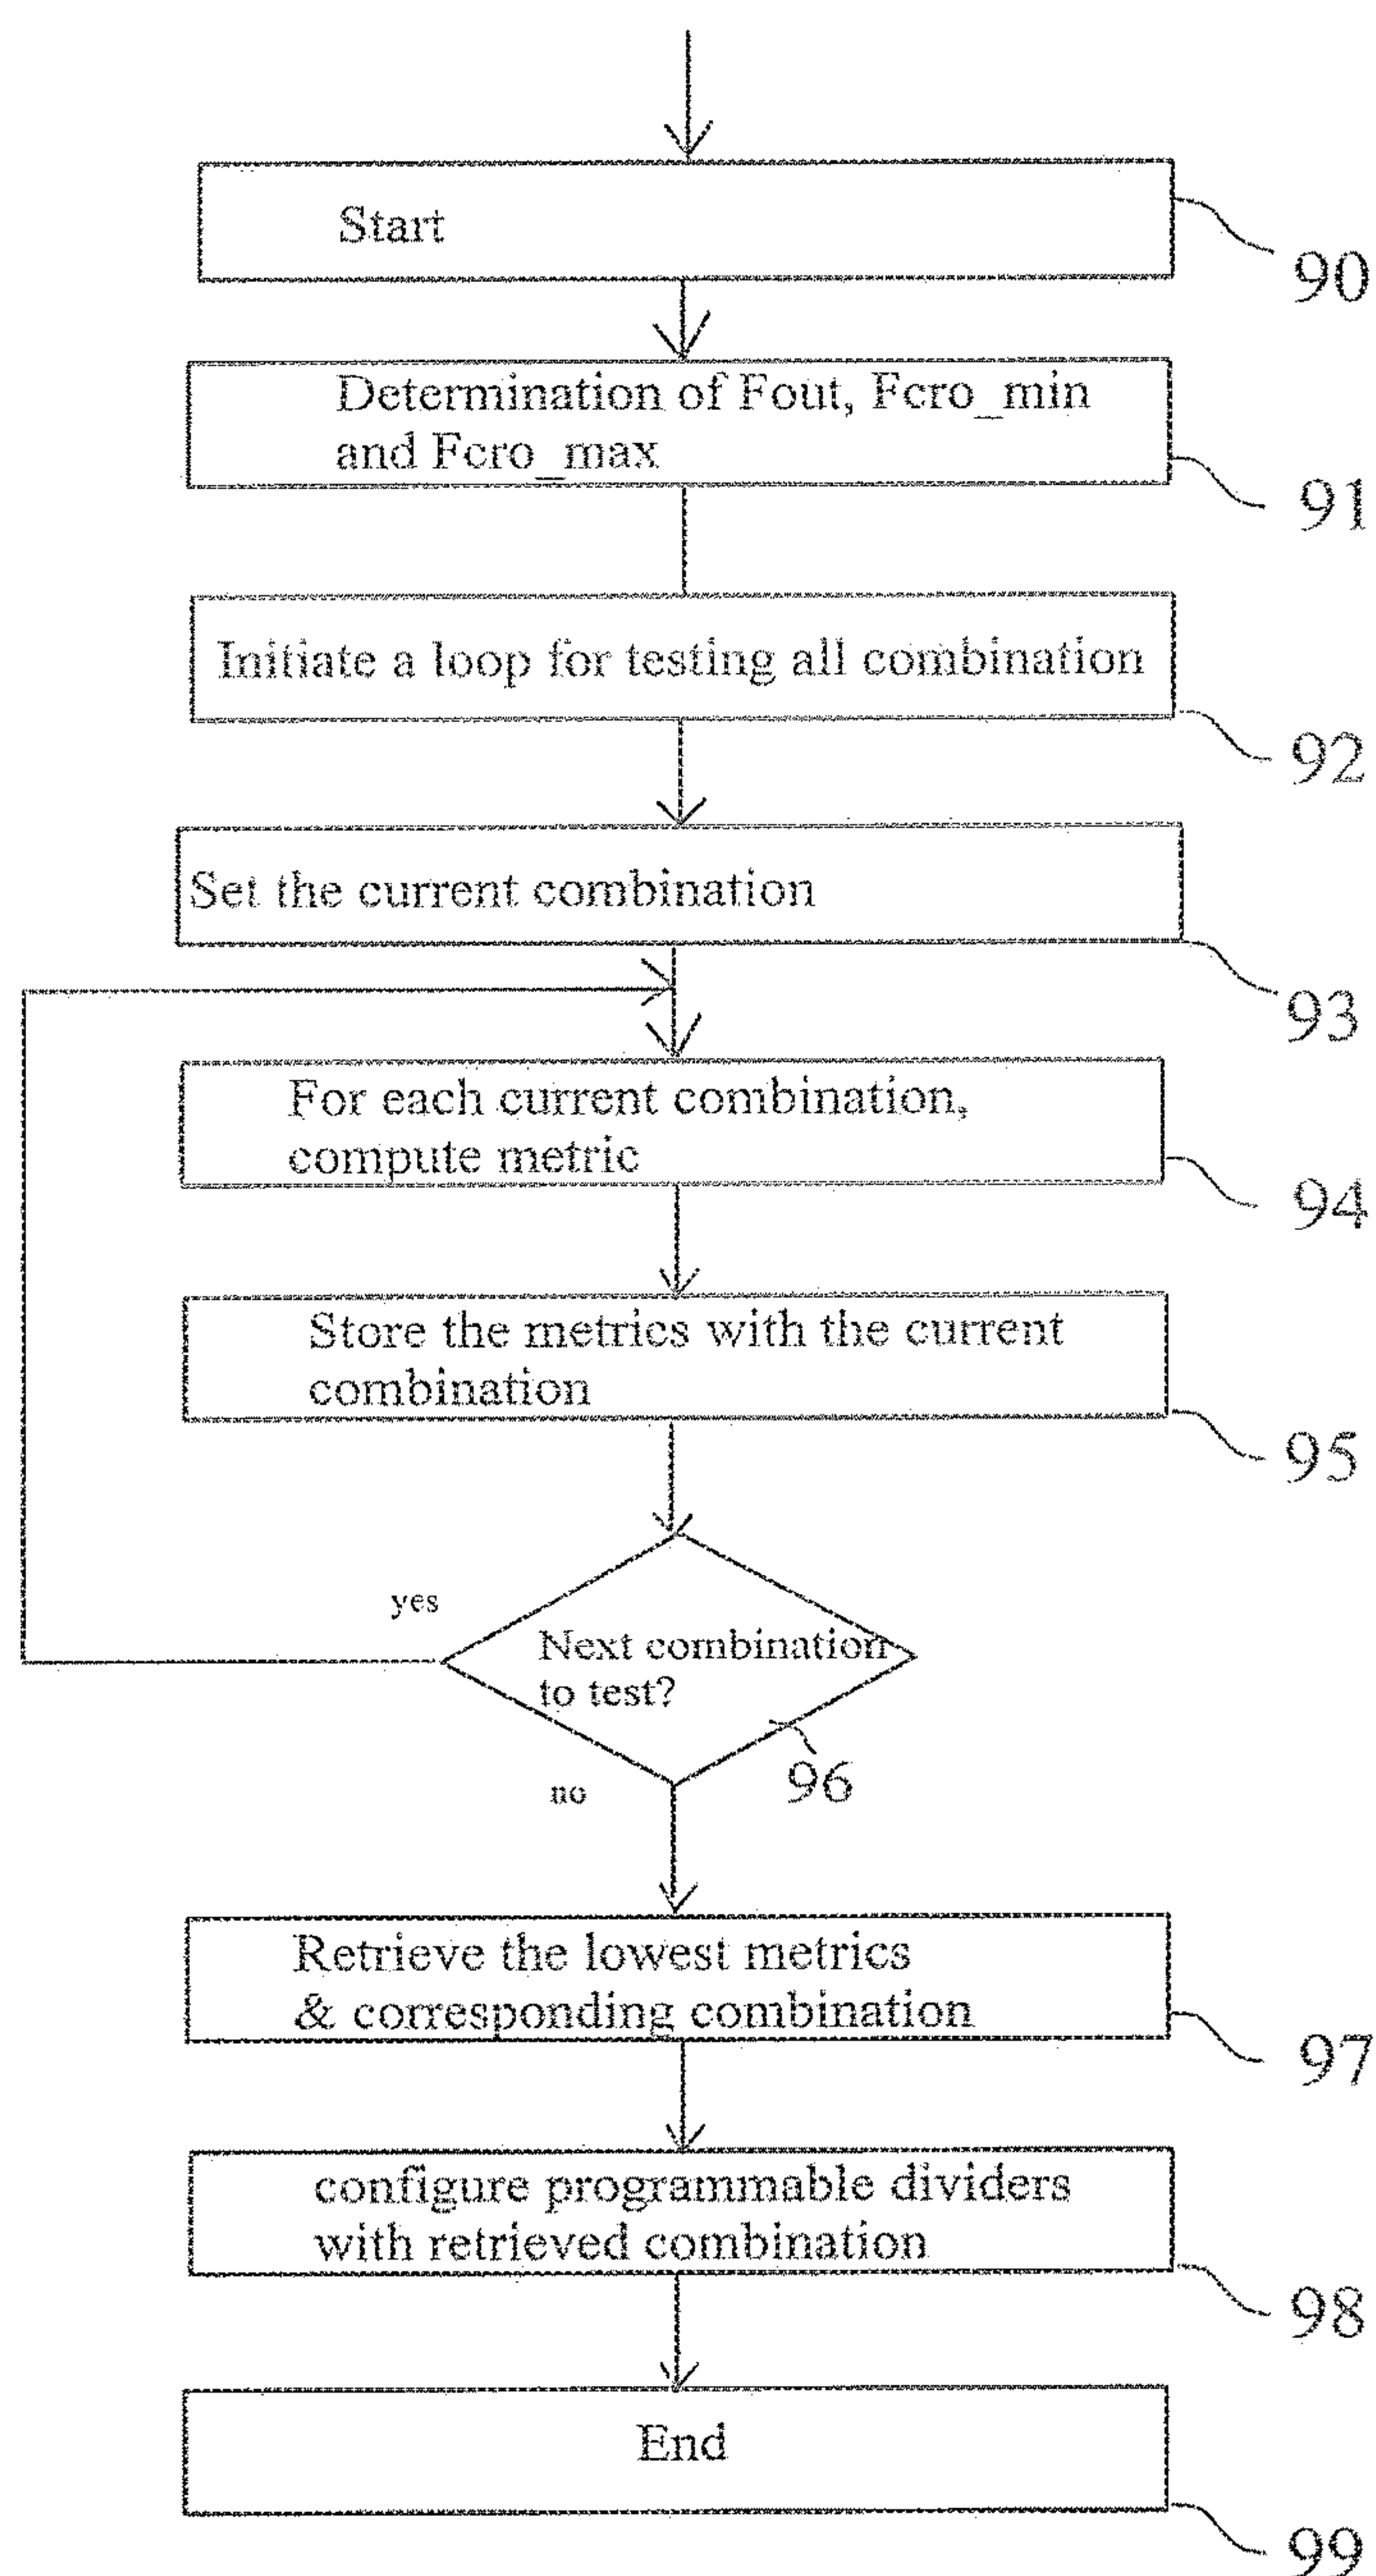 Start
90
Determination of Fout, Fcro_min
and Fcro_max
91
Initiate a loop for testing all combination
92
Set the current combination
93
For each current combination,
compute metric
94
Store the metrics with the current
combination
95
yes
Next combination
to test?
96
no
Retrieve the lowest metrics
& corresponding combination
97
configure programmable dividers
with retrieved combination
98
End
99